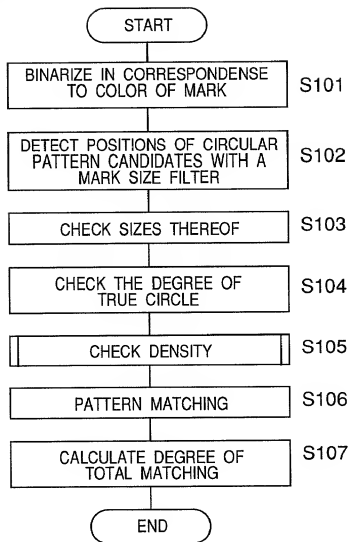 START
BINARIZE IN CORRESPONDENSE
TO COLOR OF MARK
S101
DETECT POSITIONS OF CIRCULAR
PATTERN CANDIDATES WITH A
MARK SIZE FILTER
S102
CHECK SIZES THEREOF
S103
CHECK THE DEGREE OF
TRUE CIRCLE
S104
CHECK DENSITY
S105
PATTERN MATCHING
S106
CALCULATE DEGREE OF
TOTAL MATCHING
S107
END